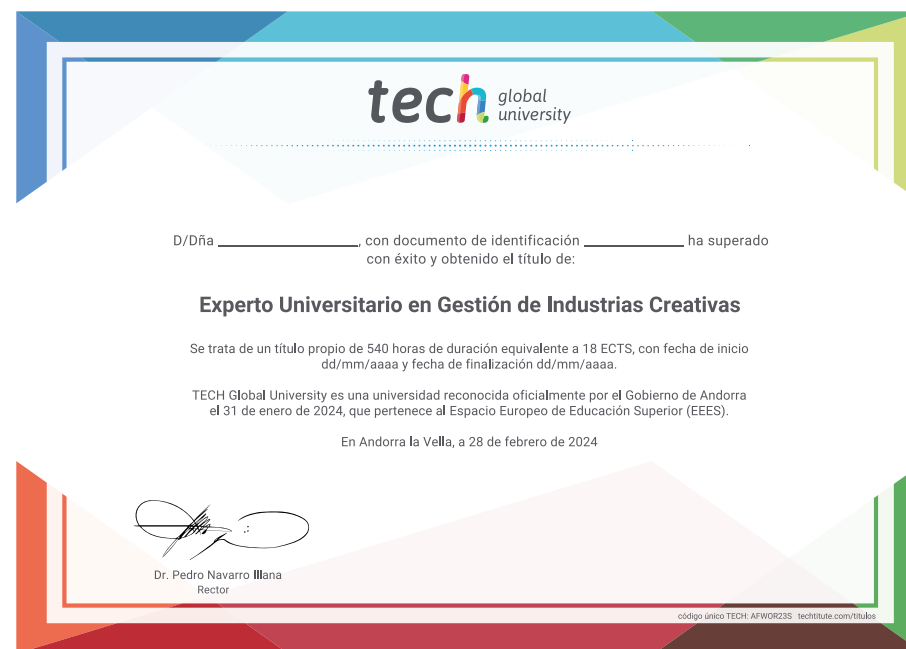 tech global university
D/Dña ____________________, con documento de identificación ______________ ha superado
con éxito y obtenido el título de:
Experto Universitario en Gestión de Industrias Creativas
Se trata de un título propio de 540 horas de duración equivalente a 18 ECTS, con fecha de inicio
dd/mm/aaaa y fecha de finalización dd/mm/aaaa.
TECH Global University es una universidad reconocida oficialmente por el Gobierno de Andorra
el 31 de enero de 2024, que pertenece al Espacio Europeo de Educación Superior (EEES).
En Andorra la Vella, a 28 de febrero de 2024
Dr. Pedro Navarro Illana
Rector
código único TECH: AFWOR23S techtitute.com/titulos